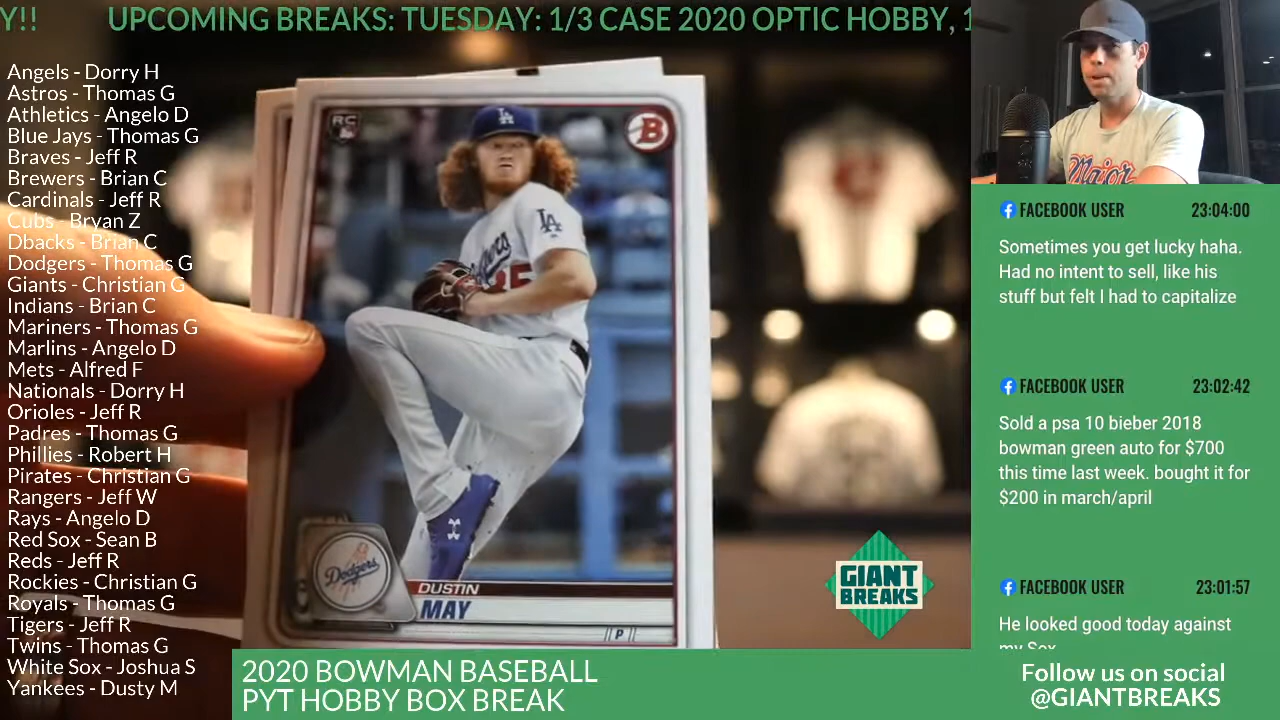 Y!! UPCOMING BREAKS: TUESDAY: 1/3 CASE 2020 OPTIC HOBBY, 1
Angels - Dorry H
Astros - Thomas G
Athletics - Angelo D
Blue Jays - Thomas G
Braves - Jeff R
Brewers - Brian C
Cardinals - Jeff R
Cubs - Bryan Z
Dbacks - Brian C
Dodgers - Thomas G
Giants - Christian G
Indians - Brian C
Mariners - Thomas G
Marlins - Angelo D
Mets - Alfred F
Nationals - Dorry H
Orioles - Jeff R
Padres - Thomas G
Phillies - Robert H
Pirates - Christian G
Rangers - Jeff W
Rays - Angelo D
Red Sox - Sean B
Reds - Jeff R
Rockies - Christian G
Royals - Thomas G
Tigers - Jeff R
Twins - Thomas G
White Sox - Joshua S
Yankees - Dusty M
RC
B
LA
LA
Dodgers
85
Dodgers
DUSTIN
MAY
P
GIANT
BREAKS
2020 BOWMAN BASEBALL
PYT HOBBY BOX BREAK
Major
FACEBOOK USER 23:04:00
Sometimes you get lucky haha.
Had no intent to sell, like his
stuff but felt I had to capitalize
FACEBOOK USER 23:02:42
Sold a psa 10 bieber 2018
bowman green auto for $700
this time last week. bought it for
$200 in march/april
FACEBOOK USER 23:01:57
He looked good today against
my Sox
Follow us on social
@GIANTBREAKS